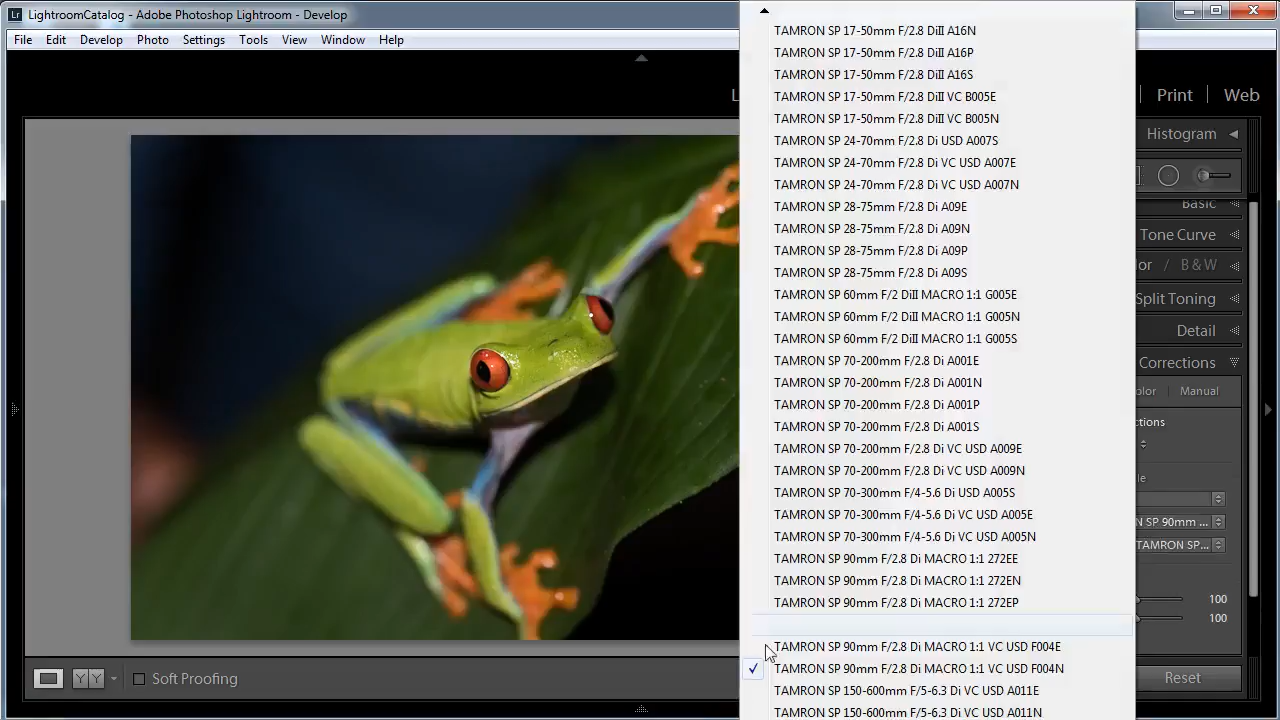 LightroomCatalog - Adobe Photoshop Lightroom - Develop
File Edit Develop Photo Settings Tools View Window Help
L
Print | Web
Histogram
Basic
Tone Curve
or / B & W
Split Toning
Detail
Corrections
olor Manual
ctions
le
N SP 90mm ...
TAMRON SP...
100
100
Reset
TAMRON SP 17-50mm F/2.8 DiII A16N
TAMRON SP 17-50mm F/2.8 DiII A16P
TAMRON SP 17-50mm F/2.8 DiII A16S
TAMRON SP 17-50mm F/2.8 DiII VC B005E
TAMRON SP 17-50mm F/2.8 DiII VC B005N
TAMRON SP 24-70mm F/2.8 Di USD A007S
TAMRON SP 24-70mm F/2.8 Di VC USD A007E
TAMRON SP 24-70mm F/2.8 Di VC USD A007N
TAMRON SP 28-75mm F/2.8 Di A09E
TAMRON SP 28-75mm F/2.8 Di A09N
TAMRON SP 28-75mm F/2.8 Di A09P
TAMRON SP 28-75mm F/2.8 Di A09S
TAMRON SP 60mm F/2 DiII MACRO 1:1 G005E
TAMRON SP 60mm F/2 DiII MACRO 1:1 G005N
TAMRON SP 60mm F/2 DiII MACRO 1:1 G005S
TAMRON SP 70-200mm F/2.8 Di A001E
TAMRON SP 70-200mm F/2.8 Di A001N
TAMRON SP 70-200mm F/2.8 Di A001P
TAMRON SP 70-200mm F/2.8 Di A001S
TAMRON SP 70-200mm F/2.8 Di VC USD A009E
TAMRON SP 70-200mm F/2.8 Di VC USD A009N
TAMRON SP 70-300mm F/4-5.6 Di USD A005S
TAMRON SP 70-300mm F/4-5.6 Di VC USD A005E
TAMRON SP 70-300mm F/4-5.6 Di VC USD A005N
TAMRON SP 90mm F/2.8 Di MACRO 1:1 272EE
TAMRON SP 90mm F/2.8 Di MACRO 1:1 272EN
TAMRON SP 90mm F/2.8 Di MACRO 1:1 272EP
TAMRON SP 90mm F/2.8 Di MACRO 1:1 VC USD F004E
TAMRON SP 90mm F/2.8 Di MACRO 1:1 VC USD F004N
TAMRON SP 150-600mm F/5-6.3 Di VC USD A011E
TAMRON SP 150-600mm F/5-6.3 Di VC USD A011N
YY Soft Proofing